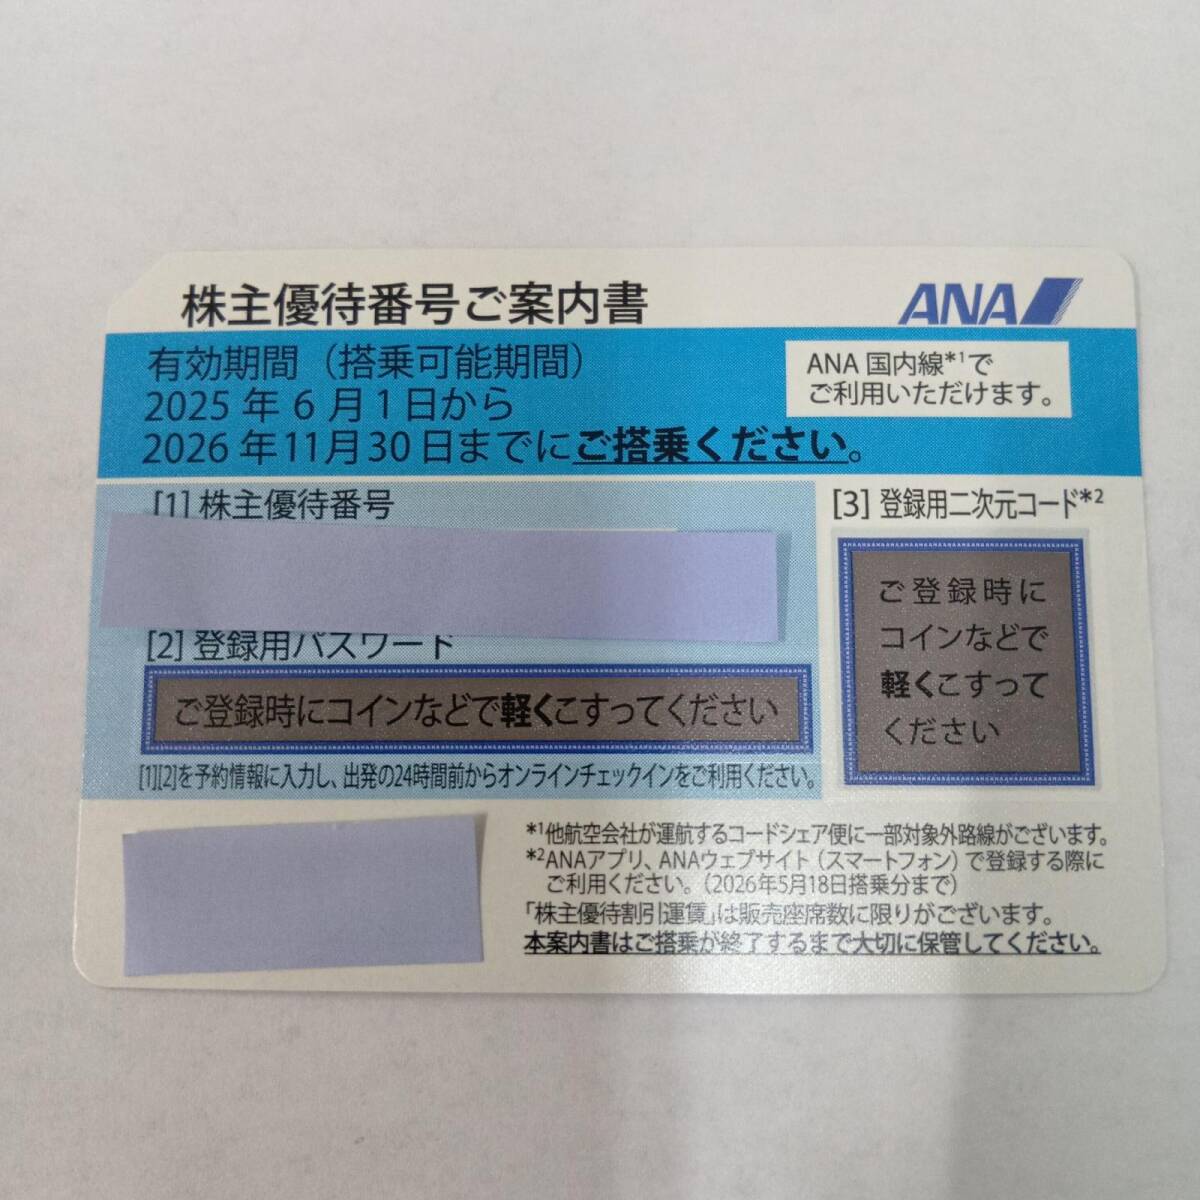 株主優待番号ご案内書
ANA
有効期間（搭乗可能期間）
2025年6月1日から
2026年11月30日までにご搭乗ください。
ANA国内線*1で
ご利用いただけます。
[1] 株主優待番号
[2] 登録用パスワード
ご登録時にコインなどで軽くこすってください
[1][2]を予約情報に入力し、出発の24時間前からオンラインチェックインをご利用ください。
[3] 登録用二次元コード*2
ご登録時に
コインなどで
軽くこすって
ください
*1他航空会社が運航するコードシェア便に一部対象外路線がございます。
*2ANAアプリ、ANAウェブサイト（スマートフォン）で登録する際に
ご利用ください。（2026年5月18日搭乗分まで）
「株主優待割引運賃」は販売座席数に限りがございます。
本案内書はご搭乗が終了するまで大切に保管してください。